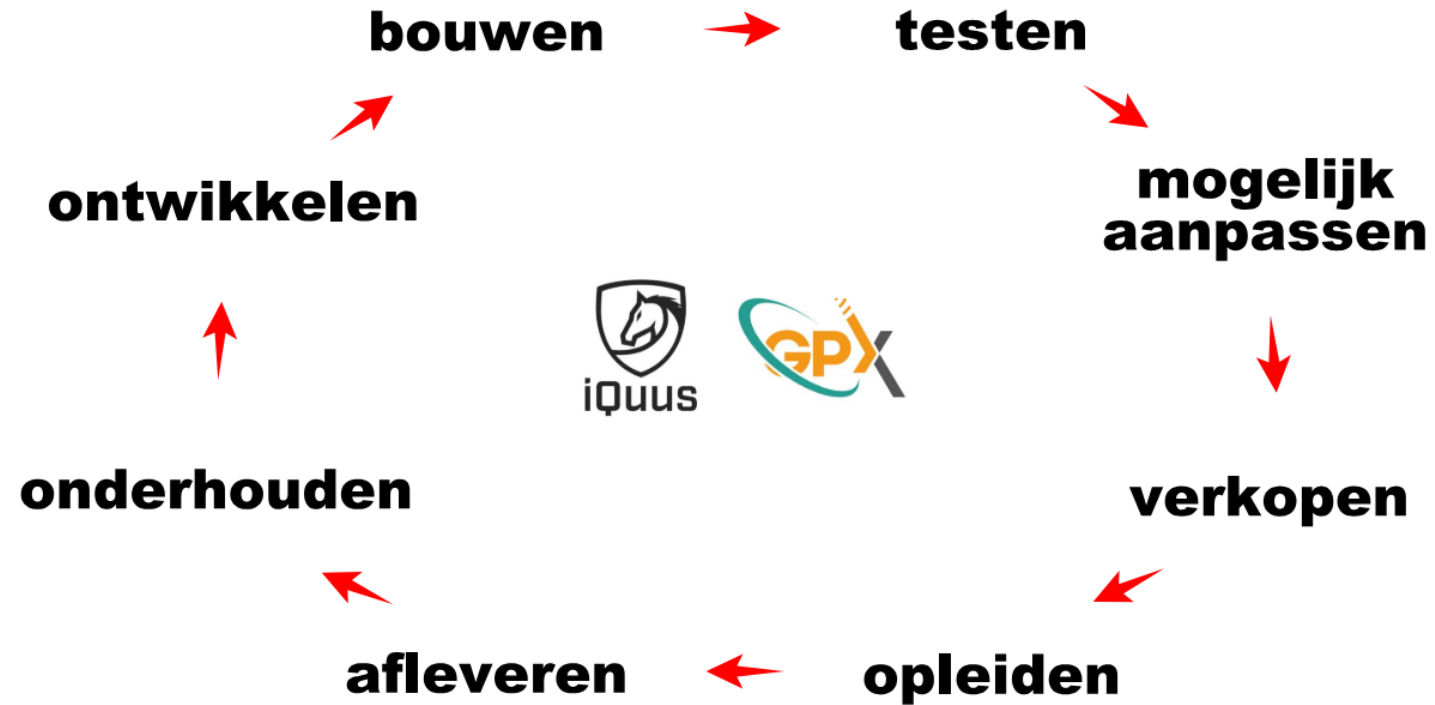 bouwen
testen
ontwikkelen
mogelijk
aanpassen
iQuus
GPX
onderhouden
verkopen
afleveren
opleiden